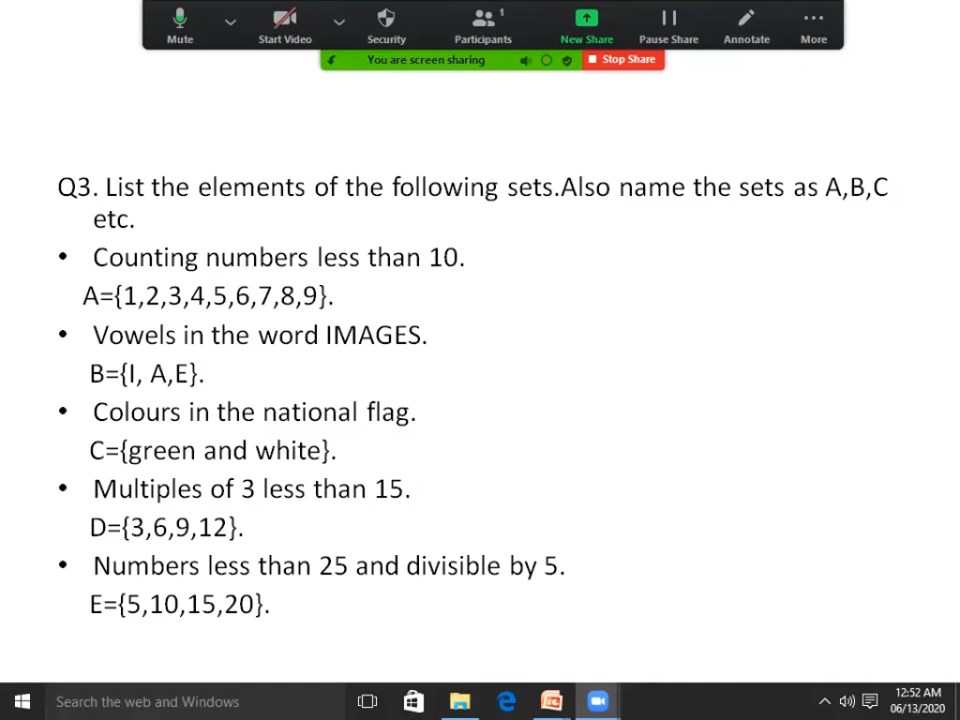 Mute Start Video Security Participants 1 New Share Pause Share Annotate More
You are screen sharing Stop Share
Q3. List the elements of the following sets.Also name the sets as A,B,C
etc.
• Counting numbers less than 10.
A={1,2,3,4,5,6,7,8,9}.
• Vowels in the word IMAGES.
B={I, A,E}.
• Colours in the national flag.
C={green and white}.
• Multiples of 3 less than 15.
D={3,6,9,12}.
• Numbers less than 25 and divisible by 5.
E={5,10,15,20}.
Search the web and Windows
12:52 AM
06/13/2020